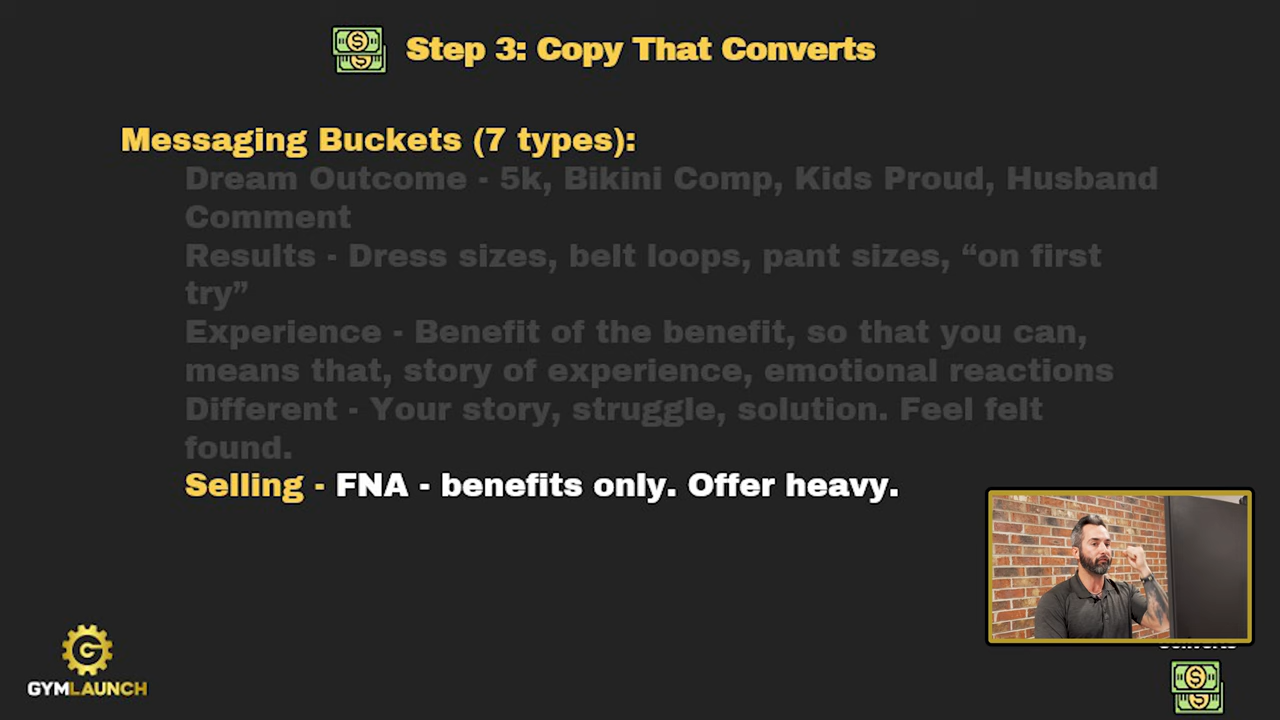 Step 3: Copy That Converts
Messaging Buckets (7 types):
Dream Outcome - 5k, Bikini Comp, Kids Proud, Husband
Comment
Results - Dress sizes, belt loops, pant sizes, “on first
try”
Experience - Benefit of the benefit, so that you can,
means that, story of experience, emotional reactions
Different - Your story, struggle, solution. Feel felt
found.
Selling - FNA - benefits only. Offer heavy.
GYMLAUNCH